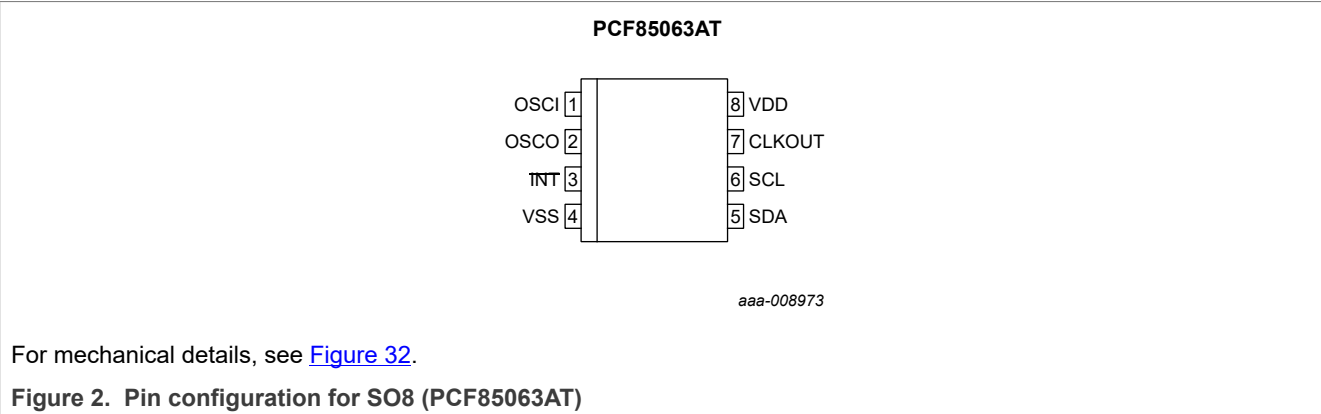 PCF85063AT
OSCI 1 8 VDD
OSCO 2 7 CLKOUT
INT 3 6 SCL
VSS 4 5 SDA
aaa-008973
For mechanical details, see Figure 32.
Figure 2. Pin configuration for SO8 (PCF85063AT)